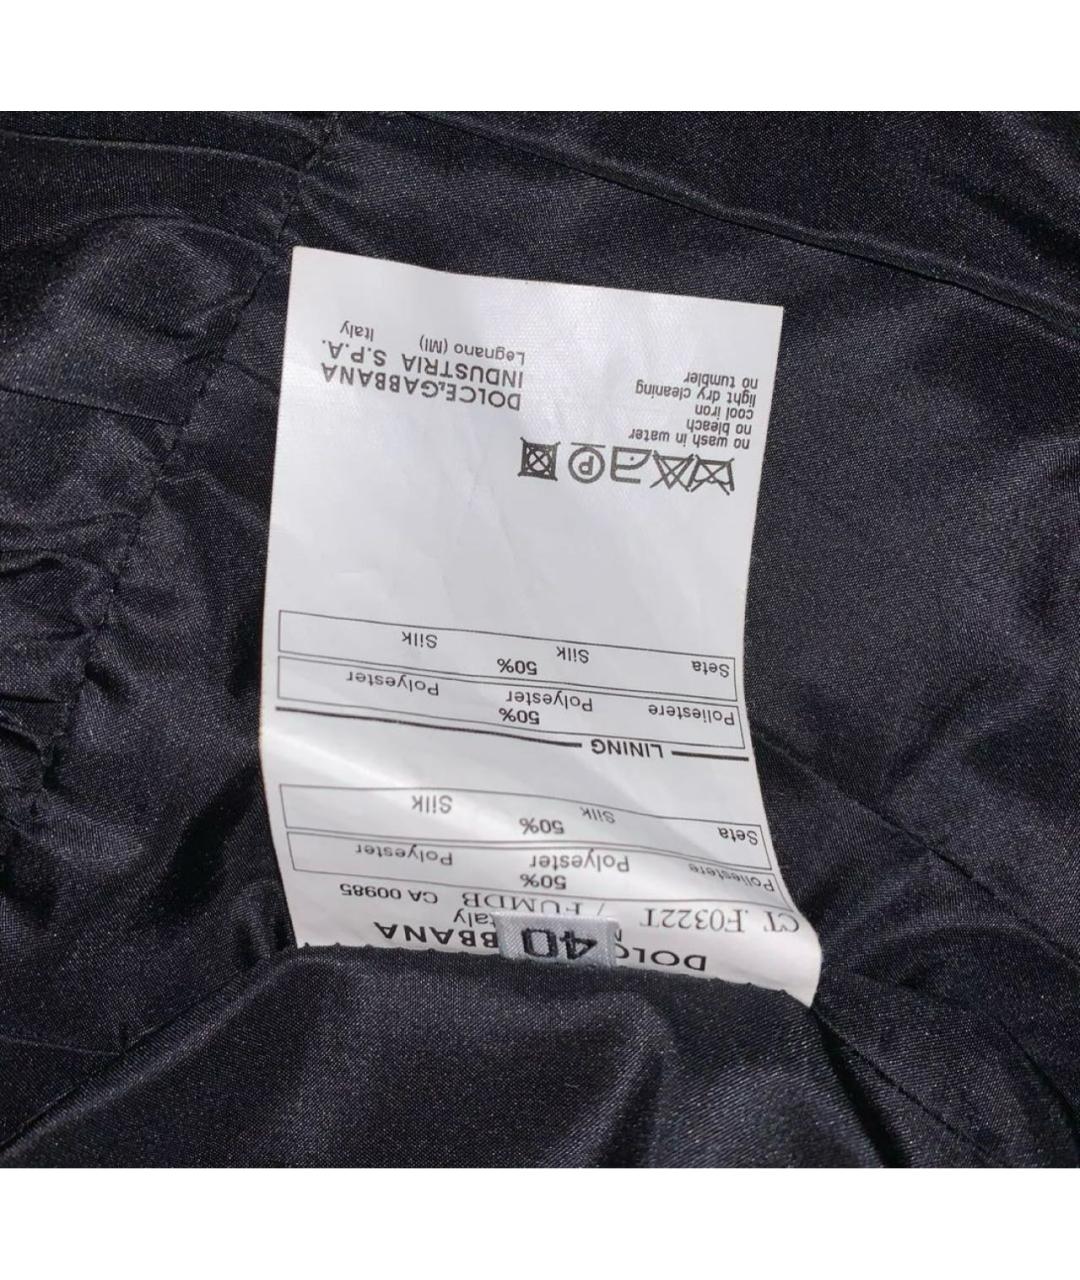 DOLC
BBANA
40
Italy
CT. F0322T / FUMDB CA 00985
50%
Poliestere Polyester Polyester
50%
Seta Silk Silk
LINING
50%
Poliestere Polyester Polyester
50%
Seta Silk Silk
P
no wash in water
no bleach
cool iron
light dry cleaning
no tumbler
DOLCE&GABBANA
INDUSTRIA S.P.A.
Legnano (MI)
Italy